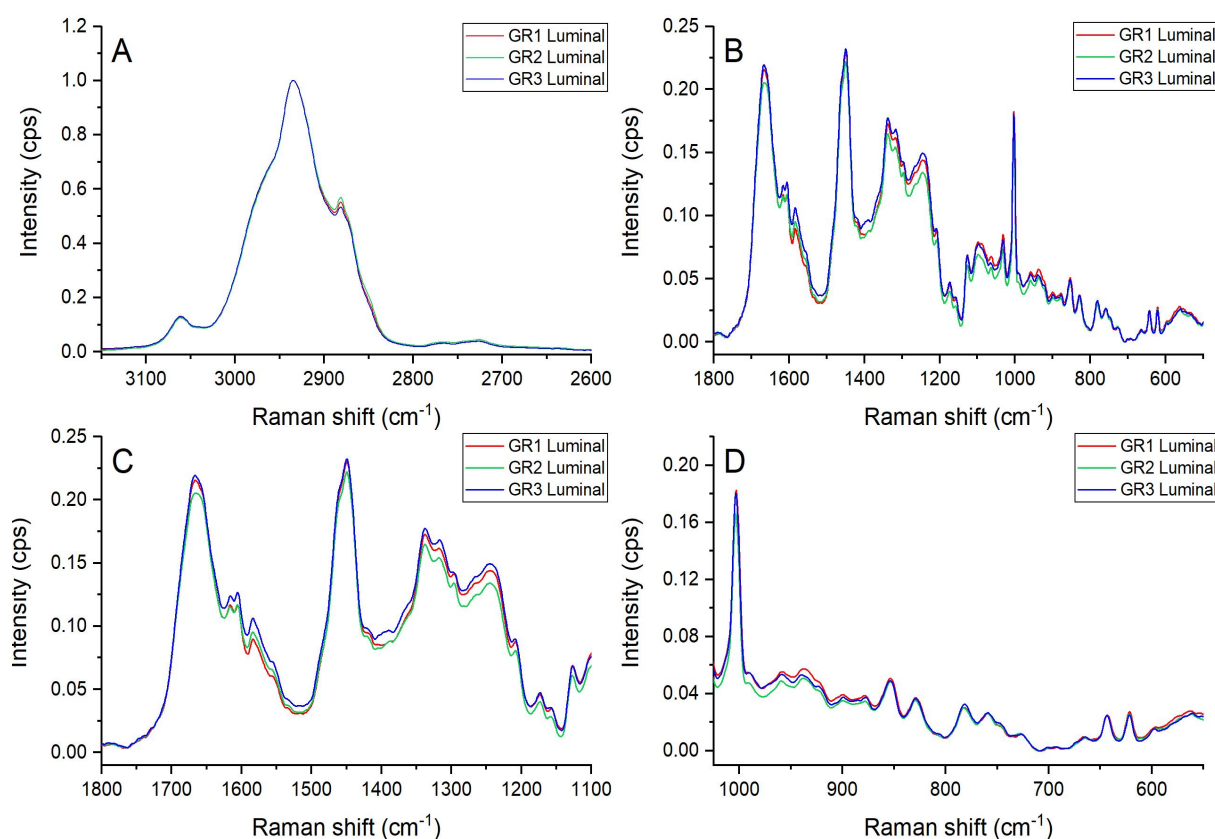 A
GR1 Luminal
GR2 Luminal
GR3 Luminal
Intensity (cps)
1.2
1.0
0.8
0.6
0.4
0.2
0.0
3100 3000 2900 2800 2700 2600
Raman shift (cm⁻¹)
B
GR1 Luminal
GR2 Luminal
GR3 Luminal
Intensity (cps)
0.25
0.20
0.15
0.10
0.05
0.00
1800 1600 1400 1200 1000 800 600
Raman shift (cm⁻¹)
C
GR1 Luminal
GR2 Luminal
GR3 Luminal
Intensity (cps)
0.25
0.20
0.15
0.10
0.05
0.00
1800 1700 1600 1500 1400 1300 1200 1100
Raman shift (cm⁻¹)
D
GR1 Luminal
GR2 Luminal
GR3 Luminal
Intensity (cps)
0.20
0.16
0.12
0.08
0.04
0.00
1000 900 800 700 600
Raman shift (cm⁻¹)